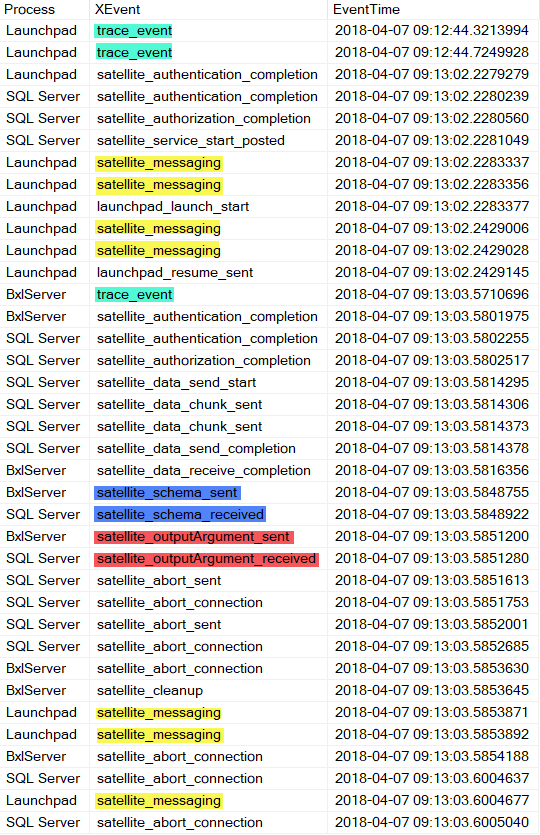 Process XEvent EventTime
Launchpad trace_event 2018-04-07 09:12:44.3213994
Launchpad trace_event 2018-04-07 09:12:44.7249928
Launchpad satellite_authentication_completion 2018-04-07 09:13:02.2279279
SQL Server satellite_authentication_completion 2018-04-07 09:13:02.2280239
SQL Server satellite_authorization_completion 2018-04-07 09:13:02.2280560
SQL Server satellite_service_start_posted 2018-04-07 09:13:02.2281049
Launchpad satellite_messaging 2018-04-07 09:13:02.2283337
Launchpad satellite_messaging 2018-04-07 09:13:02.2283356
Launchpad launchpad_launch_start 2018-04-07 09:13:02.2283377
Launchpad satellite_messaging 2018-04-07 09:13:02.2429006
Launchpad satellite_messaging 2018-04-07 09:13:02.2429028
Launchpad launchpad_resume_sent 2018-04-07 09:13:02.2429145
BxlServer trace_event 2018-04-07 09:13:03.5710696
BxlServer satellite_authentication_completion 2018-04-07 09:13:03.5801975
SQL Server satellite_authentication_completion 2018-04-07 09:13:03.5802255
SQL Server satellite_authorization_completion 2018-04-07 09:13:03.5802517
SQL Server satellite_data_send_start 2018-04-07 09:13:03.5814295
SQL Server satellite_data_chunk_sent 2018-04-07 09:13:03.5814306
SQL Server satellite_data_chunk_sent 2018-04-07 09:13:03.5814373
SQL Server satellite_data_send_completion 2018-04-07 09:13:03.5814378
BxlServer satellite_data_receive_completion 2018-04-07 09:13:03.5816356
BxlServer satellite_schema_sent 2018-04-07 09:13:03.5848755
SQL Server satellite_schema_received 2018-04-07 09:13:03.5848922
BxlServer satellite_outputArgument_sent 2018-04-07 09:13:03.5851200
SQL Server satellite_outputArgument_received 2018-04-07 09:13:03.5851280
SQL Server satellite_abort_sent 2018-04-07 09:13:03.5851613
SQL Server satellite_abort_connection 2018-04-07 09:13:03.5851753
SQL Server satellite_abort_sent 2018-04-07 09:13:03.5852001
SQL Server satellite_abort_connection 2018-04-07 09:13:03.5852685
BxlServer satellite_abort_connection 2018-04-07 09:13:03.5853630
BxlServer satellite_cleanup 2018-04-07 09:13:03.5853645
Launchpad satellite_messaging 2018-04-07 09:13:03.5853871
Launchpad satellite_messaging 2018-04-07 09:13:03.5853892
BxlServer satellite_abort_connection 2018-04-07 09:13:03.5854188
SQL Server satellite_abort_connection 2018-04-07 09:13:03.6004637
Launchpad satellite_messaging 2018-04-07 09:13:03.6004677
SQL Server satellite_abort_connection 2018-04-07 09:13:03.6005040